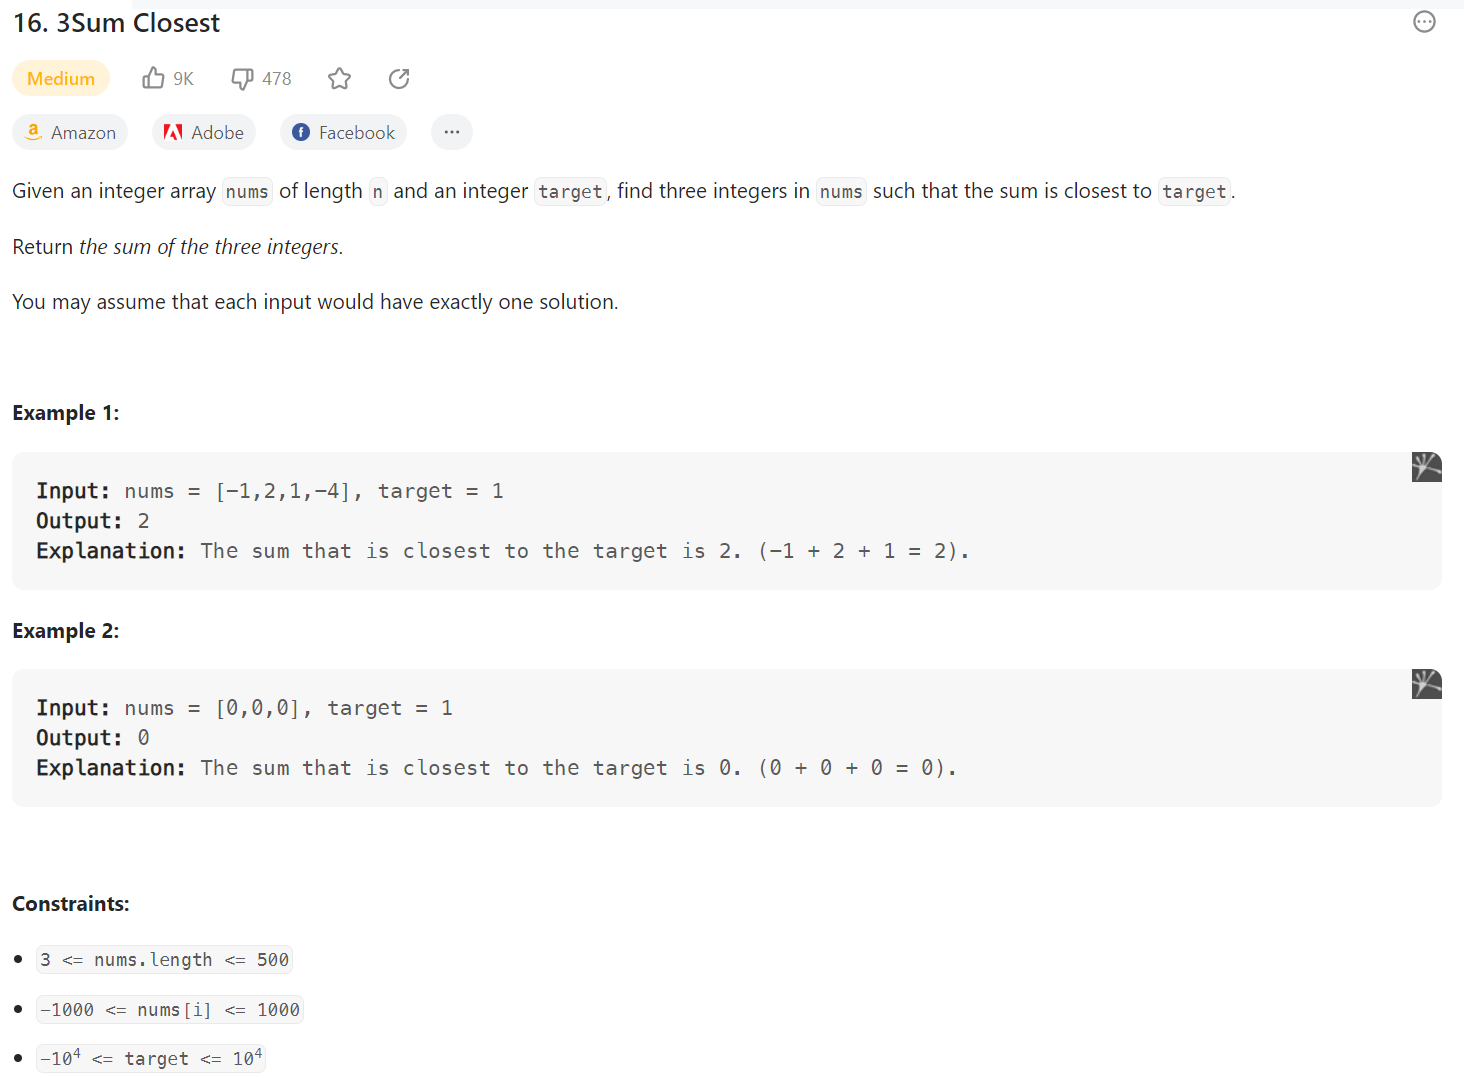 16. 3Sum Closest
Medium 9K 478
Amazon Adobe Facebook ...
Given an integer array nums of length n and an integer target, find three integers in nums such that the sum is closest to target.
Return the sum of the three integers.
You may assume that each input would have exactly one solution.
Example 1:
Input: nums = [-1,2,1,-4], target = 1
Output: 2
Explanation: The sum that is closest to the target is 2. (-1 + 2 + 1 = 2).
Example 2:
Input: nums = [0,0,0], target = 1
Output: 0
Explanation: The sum that is closest to the target is 0. (0 + 0 + 0 = 0).
Constraints:
• 3 <= nums.length <= 500
• -1000 <= nums[i] <= 1000
• -10⁴ <= target <= 10⁴